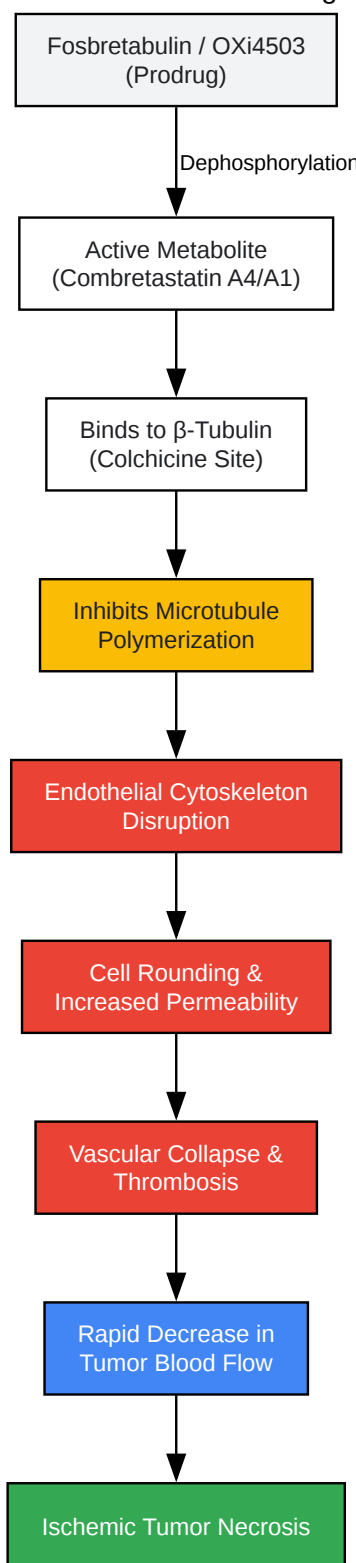 Fosbretabulin / OXi4503
(Prodrug)
Dephosphorylation
Active Metabolite
(Combretastatin A4/A1)
Binds to β-Tubulin
(Colchicine Site)
Inhibits Microtubule
Polymerization
Endothelial Cytoskeleton
Disruption
Cell Rounding &
Increased Permeability
Vascular Collapse &
Thrombosis
Rapid Decrease in
Tumor Blood Flow
Ischemic Tumor Necrosis